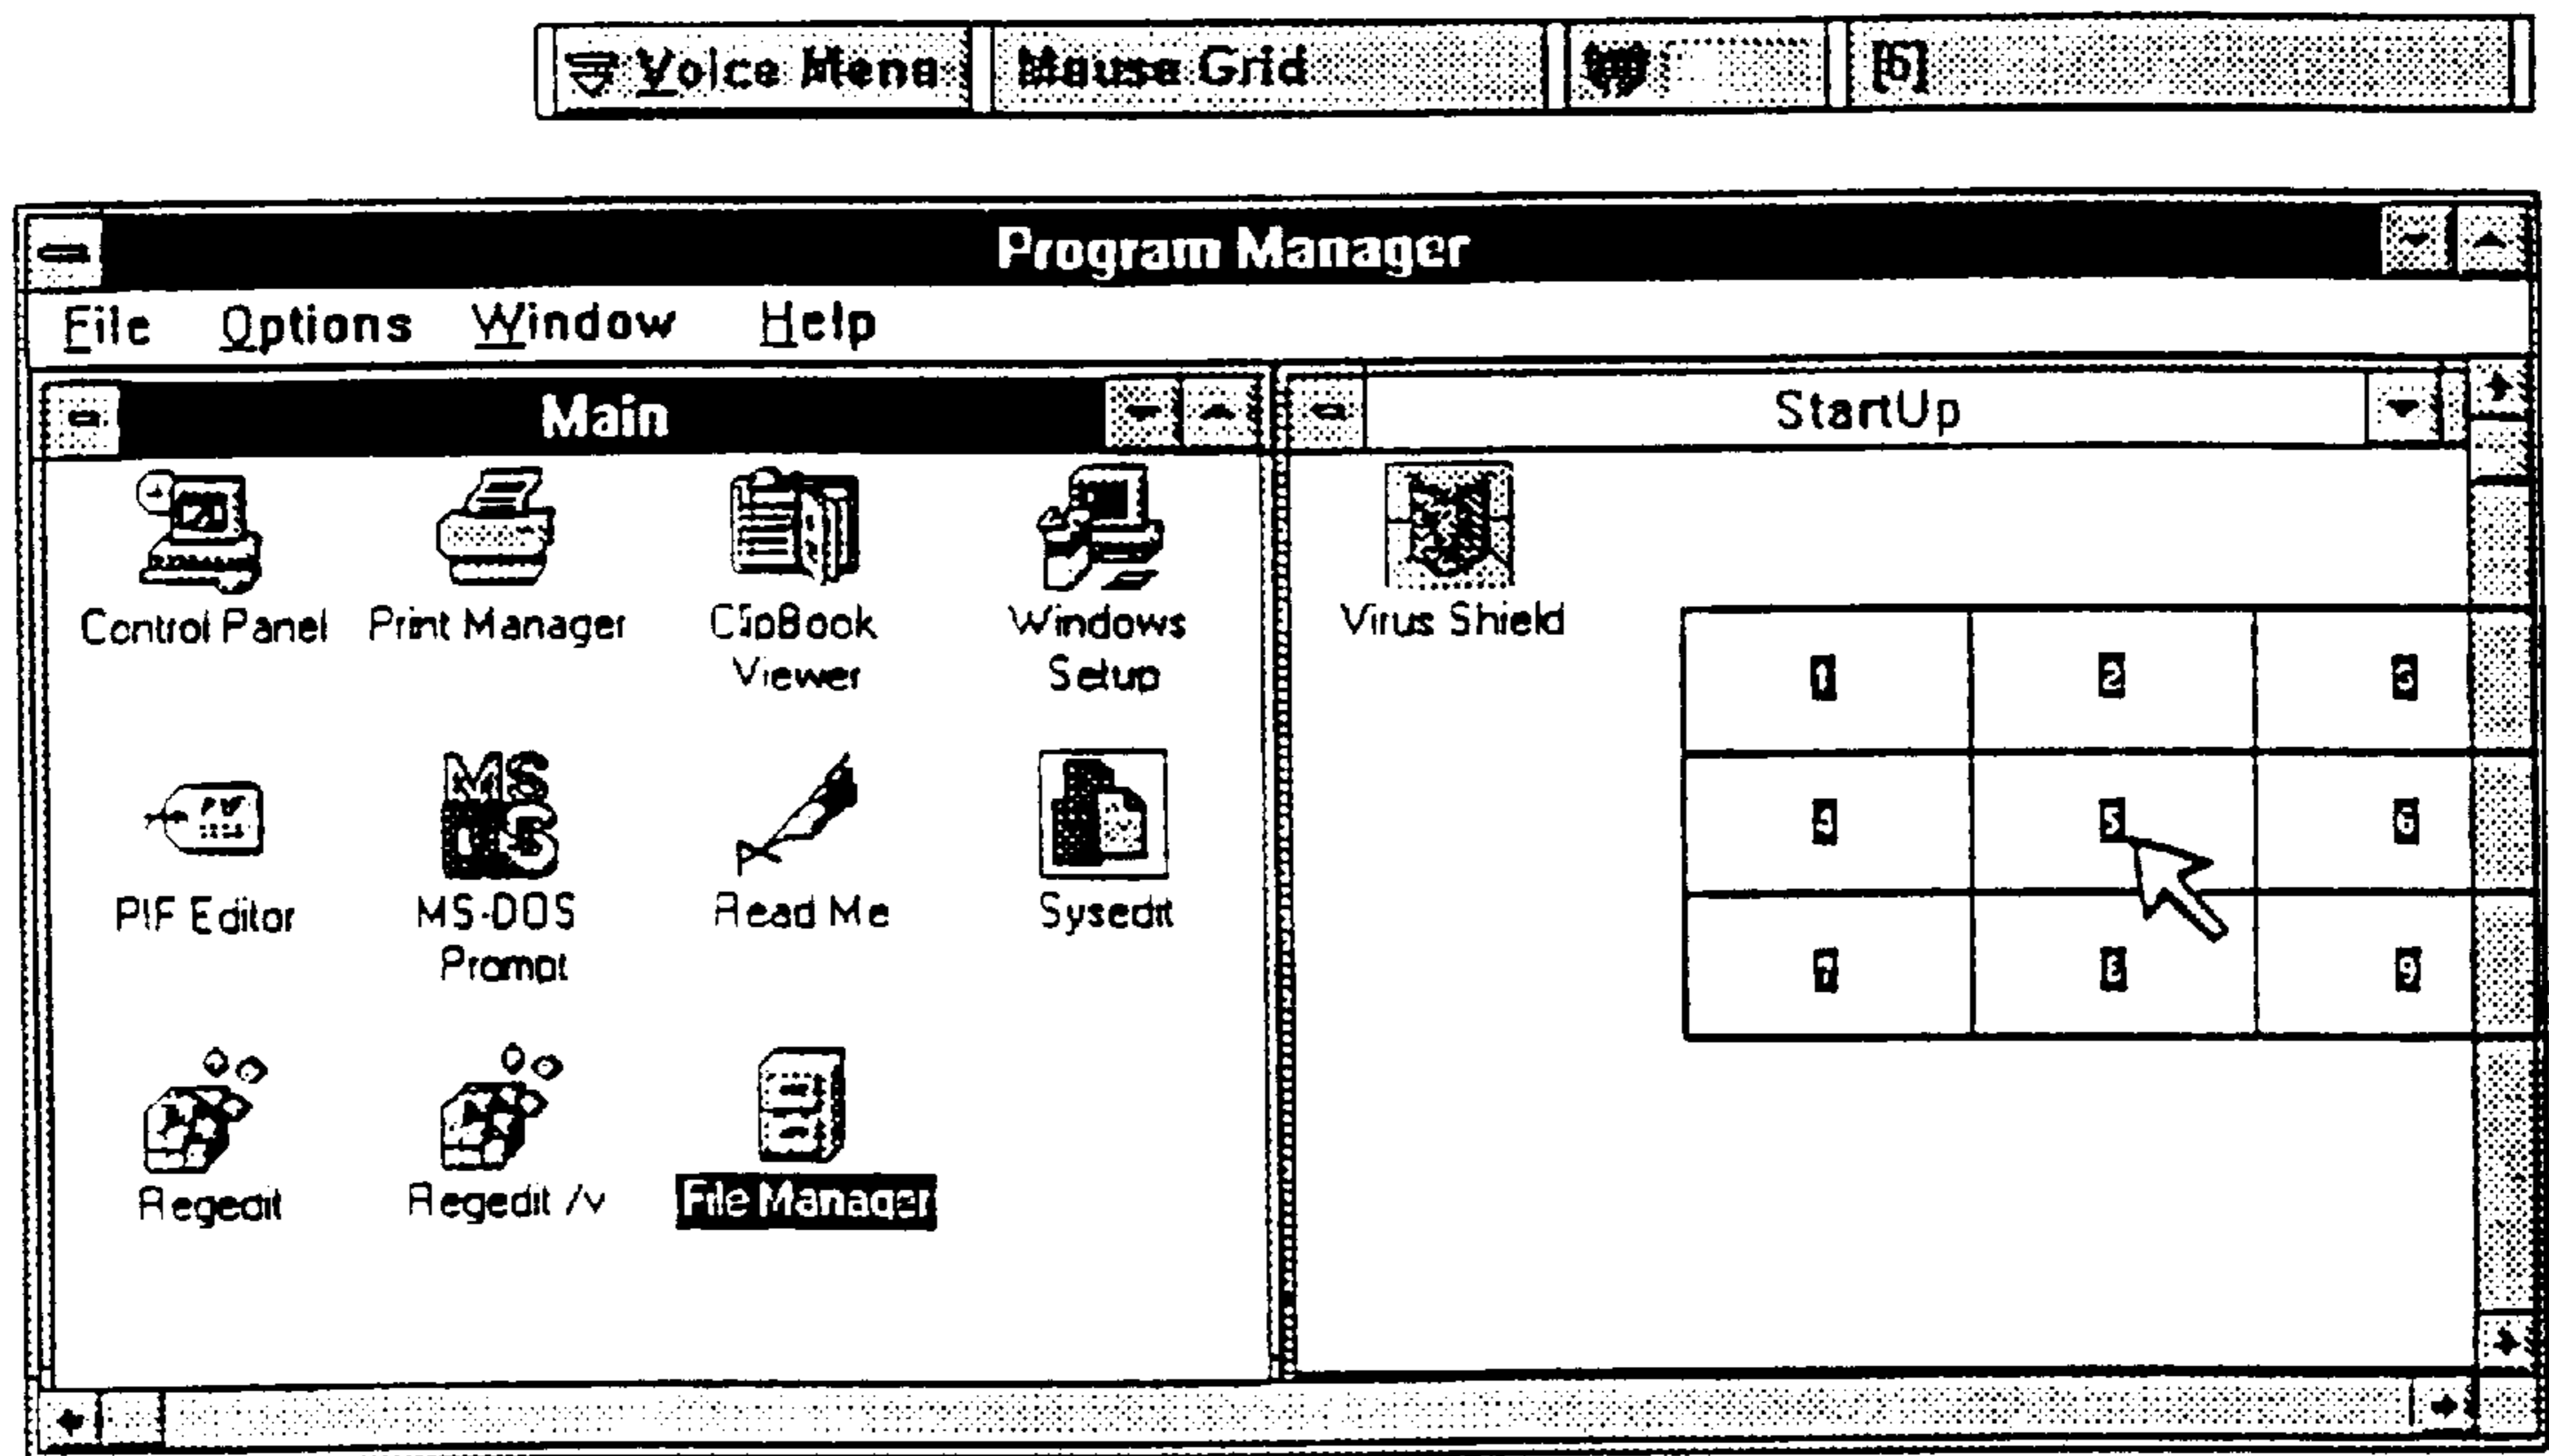 Voice Menu Mouse Grid [6]
Program Manager
File Options Window Help
Main
StartUp
Control Panel
Print Manager
ClipBook
Viewer
Windows
Setup
Virus Shield
PIF Editor
MS-DOS
Prompt
Read Me
Sysedit
Regedit
Regedit /v
File Manager
1 2 3
4 5 6
7 8 9